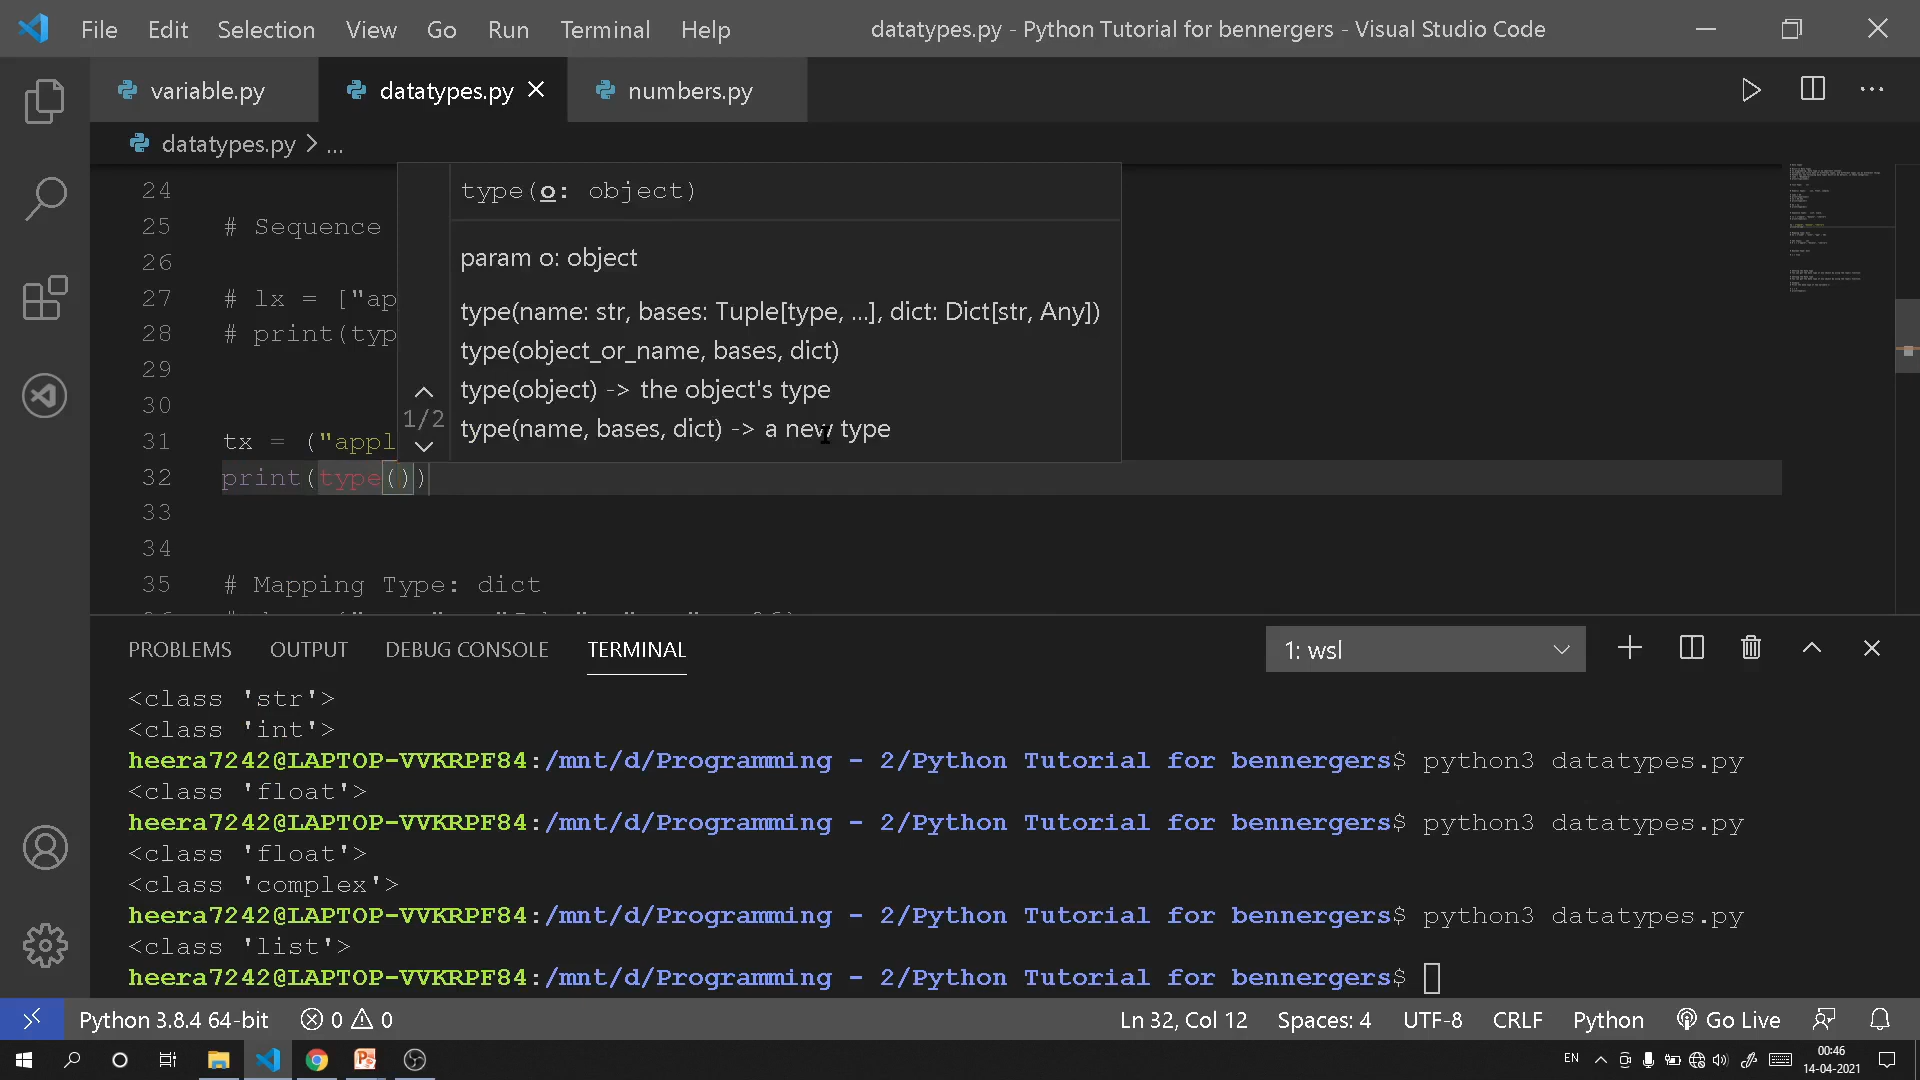 File Edit Selection View Go Run Terminal Help datatypes.py - Python Tutorial for bennergers - Visual Studio Code
variable.py datatypes.py numbers.py
datatypes.py > ...
24
25 # Sequence
26
27 # lx = ["ap
28 # print(typ
29
30
31 tx = ("appl
32 print(type())
33
34
35 # Mapping Type: dict
type(o: object)
param o: object
type(name: str, bases: Tuple[type, ...], dict: Dict[str, Any])
type(object_or_name, bases, dict)
type(object) -> the object's type
type(name, bases, dict) -> a new type
1/2
PROBLEMS OUTPUT DEBUG CONSOLE TERMINAL 1: wsl
<class 'str'>
<class 'int'>
heera7242@LAPTOP-VVKRPF84:/mnt/d/Programming - 2/Python Tutorial for bennergers$ python3 datatypes.py
<class 'float'>
heera7242@LAPTOP-VVKRPF84:/mnt/d/Programming - 2/Python Tutorial for bennergers$ python3 datatypes.py
<class 'float'>
<class 'complex'>
heera7242@LAPTOP-VVKRPF84:/mnt/d/Programming - 2/Python Tutorial for bennergers$ python3 datatypes.py
<class 'list'>
heera7242@LAPTOP-VVKRPF84:/mnt/d/Programming - 2/Python Tutorial for bennergers$
Python 3.8.4 64-bit 0 0 Ln 32, Col 12 Spaces: 4 UTF-8 CRLF Python Go Live
EN 00:46
14-04-2021